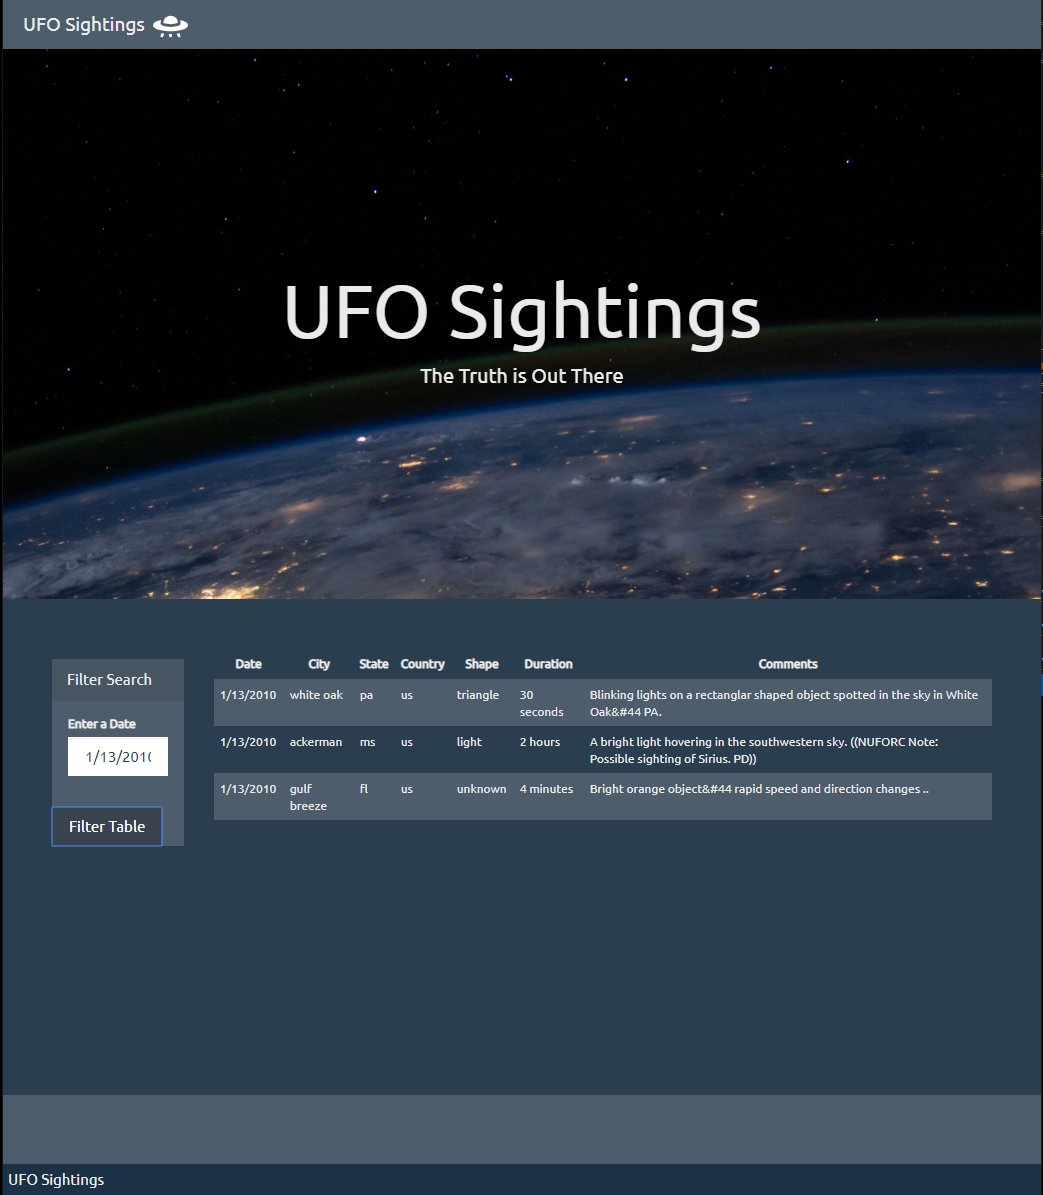 UFO Sightings
UFO Sightings
The Truth is Out There
Filter Search
Enter a Date
1/13/2010
Filter Table
Date City State Country Shape Duration Comments
1/13/2010 white oak pa us triangle 30 seconds Blinking lights on a rectanglar shaped object spotted in the sky in White
Oak&#44 PA.
1/13/2010 ackerman ms us light 2 hours A bright light hovering in the southwestern sky. ((NUFORC Note:
Possible sighting of Sirius. PD))
1/13/2010 gulf breeze fl us unknown 4 minutes Bright orange object&#44 rapid speed and direction changes ..
UFO Sightings